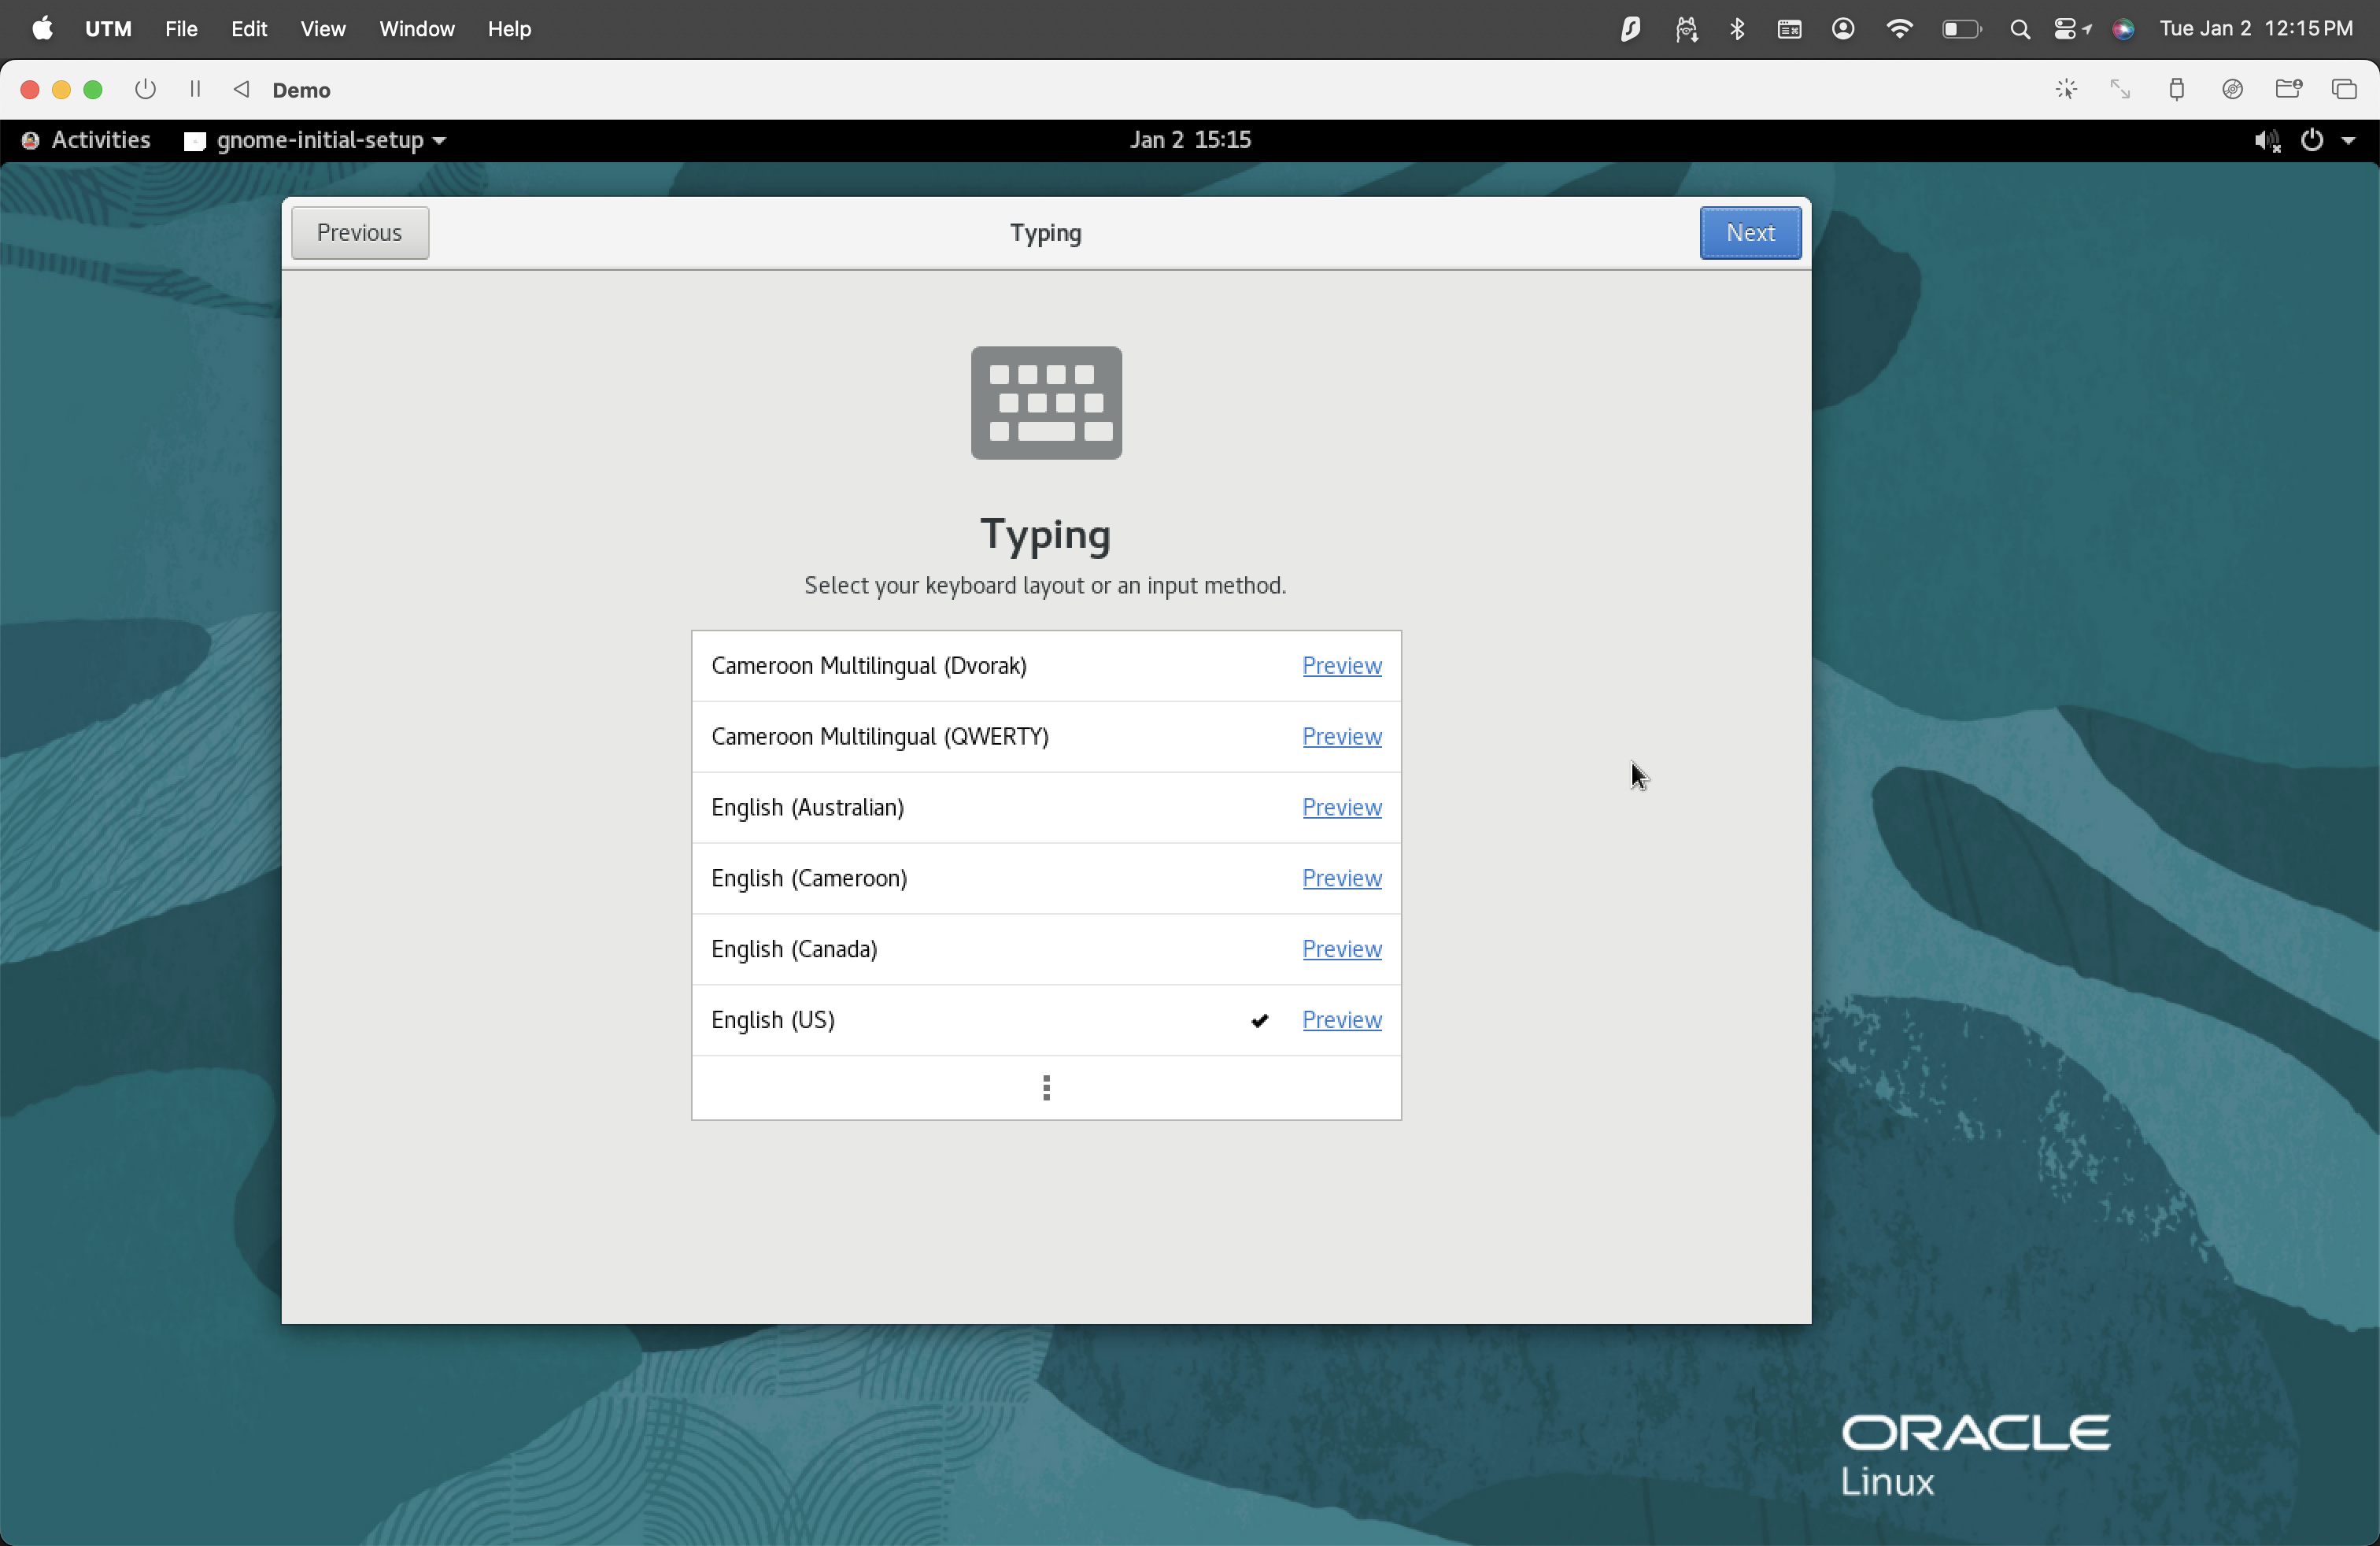 UTM File Edit View Window Help Tue Jan 2 12:15 PM
Demo
Activities gnome-initial-setup Jan 2 15:15
Previous Typing Next
Typing
Select your keyboard layout or an input method.
Cameroon Multilingual (Dvorak) Preview
Cameroon Multilingual (QWERTY) Preview
English (Australian) Preview
English (Cameroon) Preview
English (Canada) Preview
English (US) Preview
ORACLE
Linux